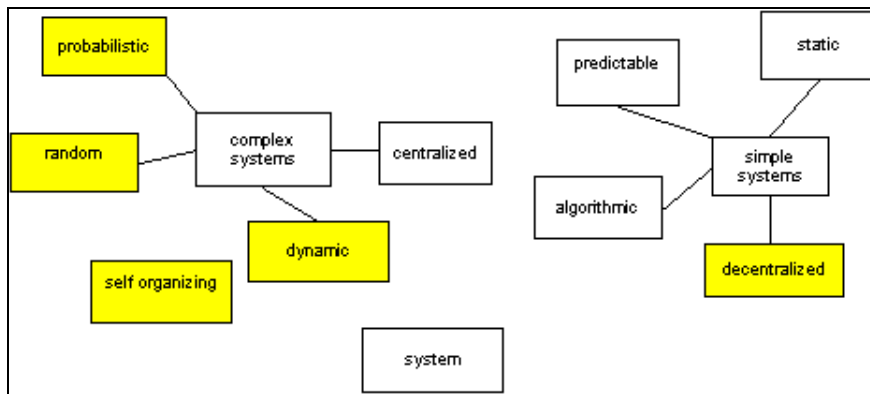 probabilistic
static
predictable
random
complex
systems
centralized
simple
systems
algorithmic
dynamic
decentralized
self organizing
system